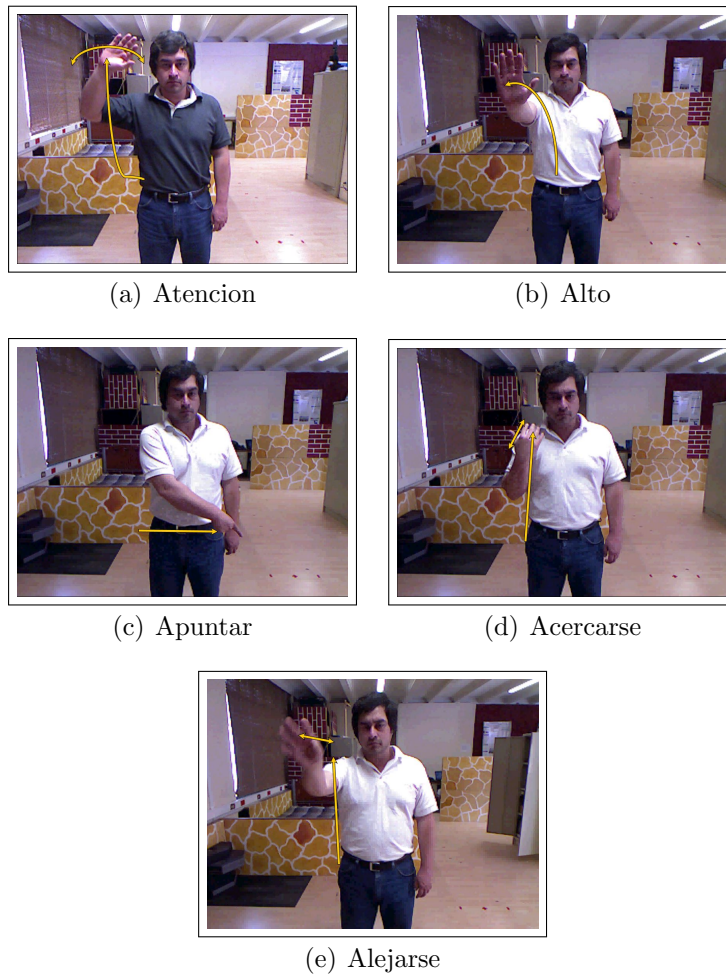 (a) Atencion
(b) Alto
(c) Apuntar
(d) Acercarse
(e) Alejarse